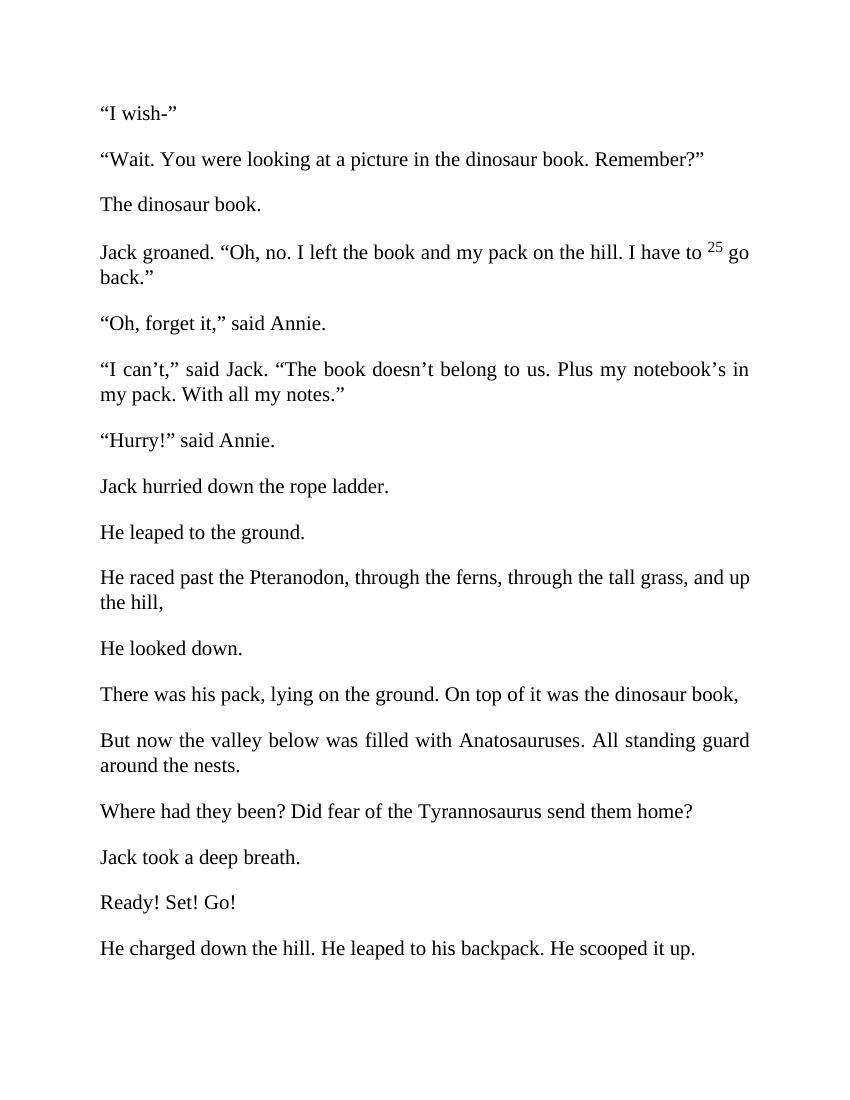 “I wish-”
“Wait. You were looking at a picture in the dinosaur book. Remember?”
The dinosaur book.
Jack groaned. “Oh, no. I left the book and my pack on the hill. I have to 25 go
back.”
“Oh, forget it,” said Annie.
“I can’t,” said Jack. “The book doesn’t belong to us. Plus my notebook’s in
my pack. With all my notes.”
“Hurry!” said Annie.
Jack hurried down the rope ladder.
He leaped to the ground.
He raced past the Pteranodon, through the ferns, through the tall grass, and up
the hill,
He looked down.
There was his pack, lying on the ground. On top of it was the dinosaur book,
But now the valley below was filled with Anatosauruses. All standing guard
around the nests.
Where had they been? Did fear of the Tyrannosaurus send them home?
Jack took a deep breath.
Ready! Set! Go!
He charged down the hill. He leaped to his backpack. He scooped it up.